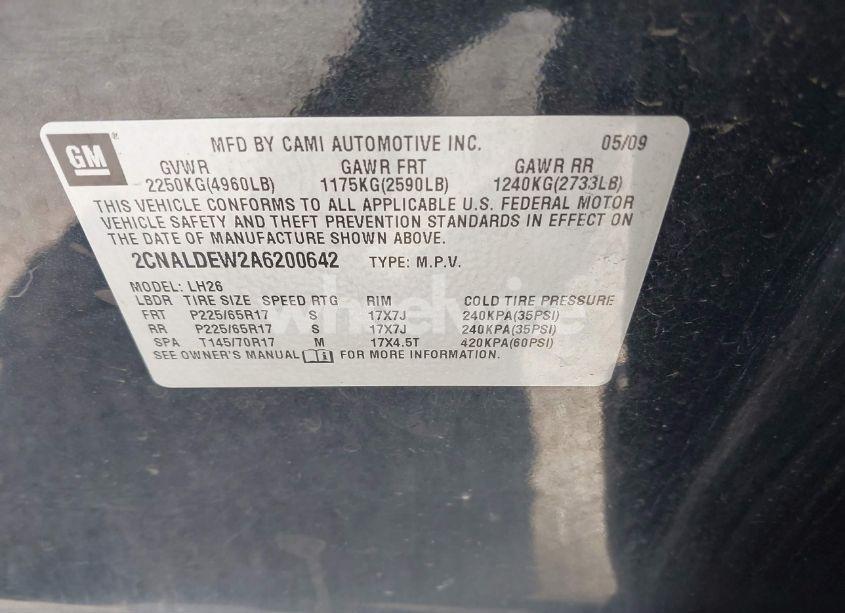 GM ® MFD BY CAMI AUTOMOTIVE INC. 05/09
GVWR GAWR FRT GAWR RR
2250KG(4960LB) 1175KG(2590LB) 1240KG(2733LB)
THIS VEHICLE CONFORMS TO ALL APPLICABLE U.S. FEDERAL MOTOR
VEHICLE SAFETY AND THEFT PREVENTION STANDARDS IN EFFECT ON
THE DATE OF MANUFACTURE SHOWN ABOVE.
2CNALDEW2A6200642 TYPE: M.P.V.
MODEL: LH26
LBDR TIRE SIZE SPEED RTG RIM COLD TIRE PRESSURE
FRT P225/65R17 S 17X7J 240KPA(35PSI)
RR P225/65R17 S 17X7J 240KPA(35PSI)
SPA T145/70R17 M 17X4.5T 420KPA(60PSI)
SEE OWNER'S MANUAL FOR MORE INFORMATION.